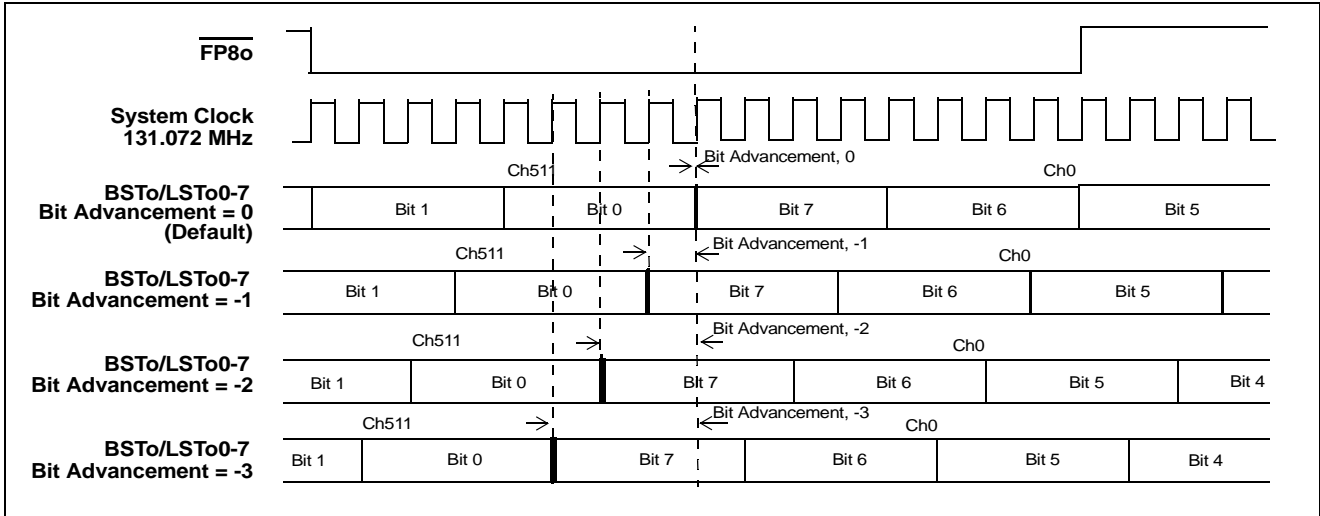 FP8o
System Clock
131.072 MHz
Bit Advancement, 0
Ch511
Ch0
BSTo/LSTo0-7
Bit Advancement = 0
(Default)
Bit 1
Bit 0
Bit 7
Bit 6
Bit 5
Bit Advancement, -1
Ch511
Ch0
BSTo/LSTo0-7
Bit Advancement = -1
Bit 1
Bit 0
Bit 7
Bit 6
Bit 5
Bit Advancement, -2
Ch511
Ch0
BSTo/LSTo0-7
Bit Advancement = -2
Bit 1
Bit 0
Bit 7
Bit 6
Bit 5
Bit 4
Bit Advancement, -3
Ch511
Ch0
BSTo/LSTo0-7
Bit Advancement = -3
Bit 1
Bit 0
Bit 7
Bit 6
Bit 5
Bit 4